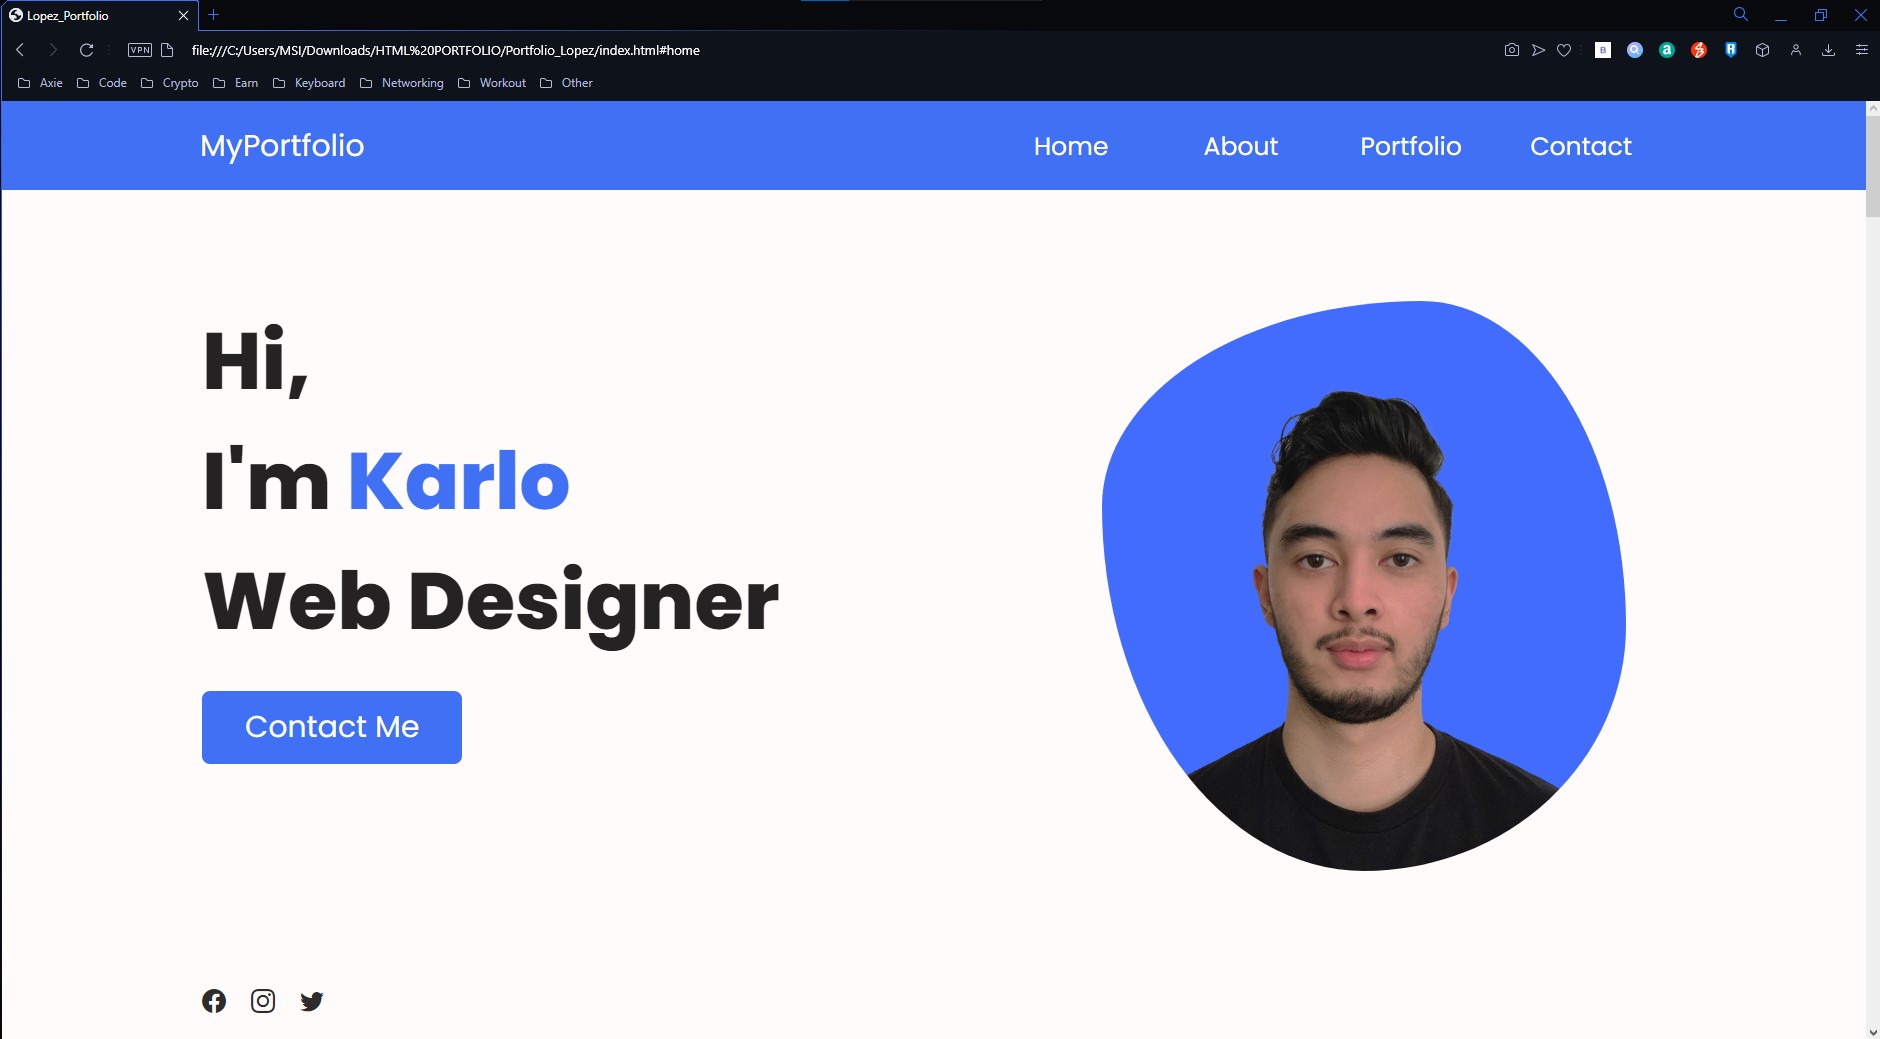 Lopez_Portfolio
VPN
file:///C:/Users/MSI/Downloads/HTML%20PORTFOLIO/Portfolio_Lopez/index.html#home
B
a
Axie Code Crypto Earn Keyboard Networking Workout Other
MyPortfolio Home About Portfolio Contact
Hi,
I'm Karlo
Web Designer
Contact Me